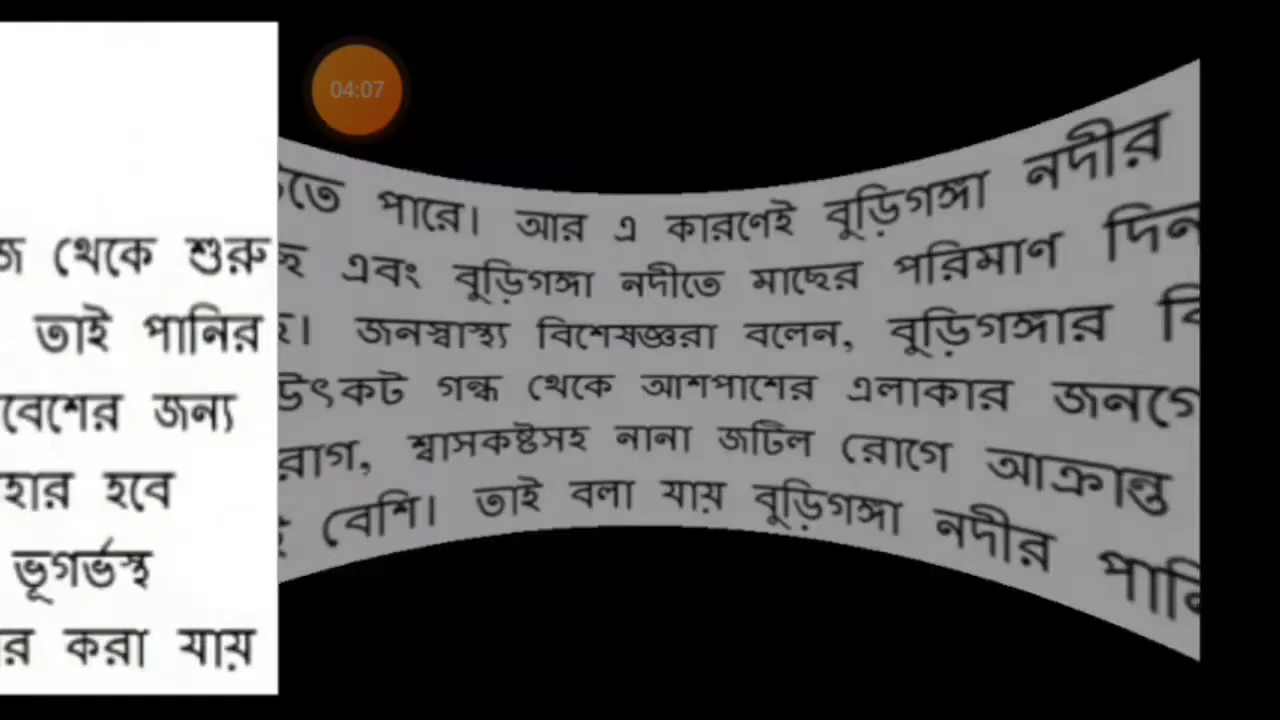 04:07
থেকে শুরু
তাই পানির
জন্য
হবে
ভূগর্ভস্থ
করা যায়
পারে। আর এ কারণেই বুড়িগঙ্গা নদীর
এবং বুড়িগঙ্গা নদীতে মাছের পরিমাণ
জনস্বাস্থ্য বিশেষজ্ঞরা বলেন, বুড়িগঙ্গার
উৎকট গন্ধ থেকে আশপাশের এলাকার
শ্বাসকষ্টসহ নানা জটিল রোগে আক্রান্ত
বেশি। তাই বলা যায় বুড়িগঙ্গা নদীর